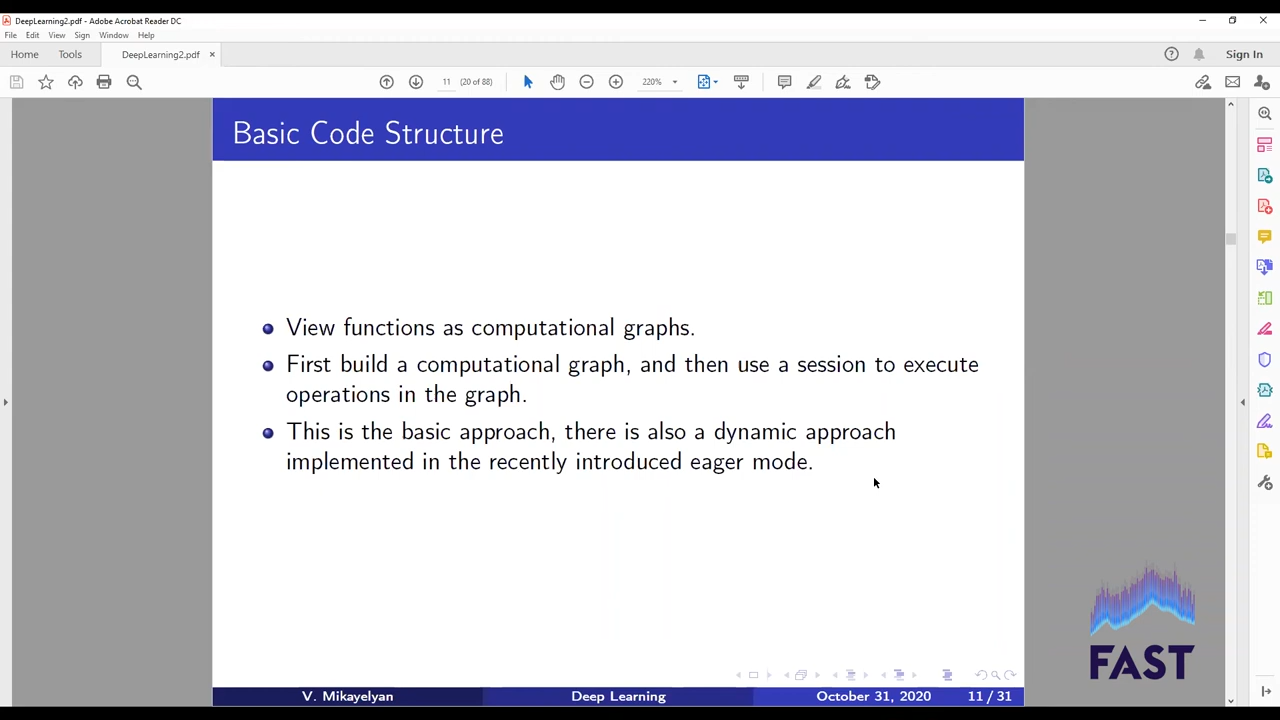 DeepLearning2.pdf - Adobe Acrobat Reader DC
File Edit View Sign Window Help
Home Tools DeepLearning2.pdf × Sign In
11 (20 of 88) 220%
Basic Code Structure
View functions as computational graphs.
First build a computational graph, and then use a session to execute
operations in the graph.
This is the basic approach, there is also a dynamic approach
implemented in the recently introduced eager mode.
FAST
V. Mikayelyan Deep Learning October 31, 2020 11 / 31